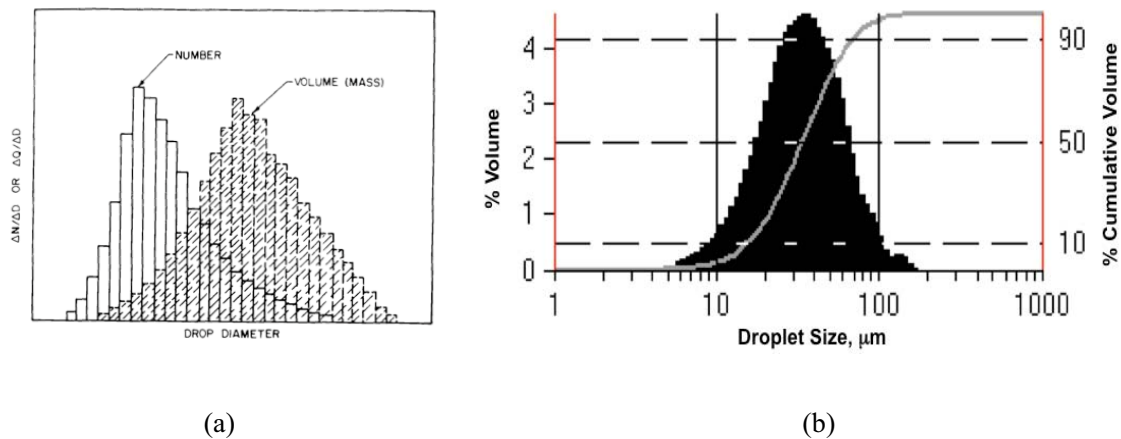 NUMBER
VOLUME (MASS)
ΔN/ΔD OR ΔQ/ΔD
DROP DIAMETER
(a)
% Volume
4
3
2
1
0
90
50
10
% Cumulative Volume
1
10
100
1000
Droplet Size, μm
(b)